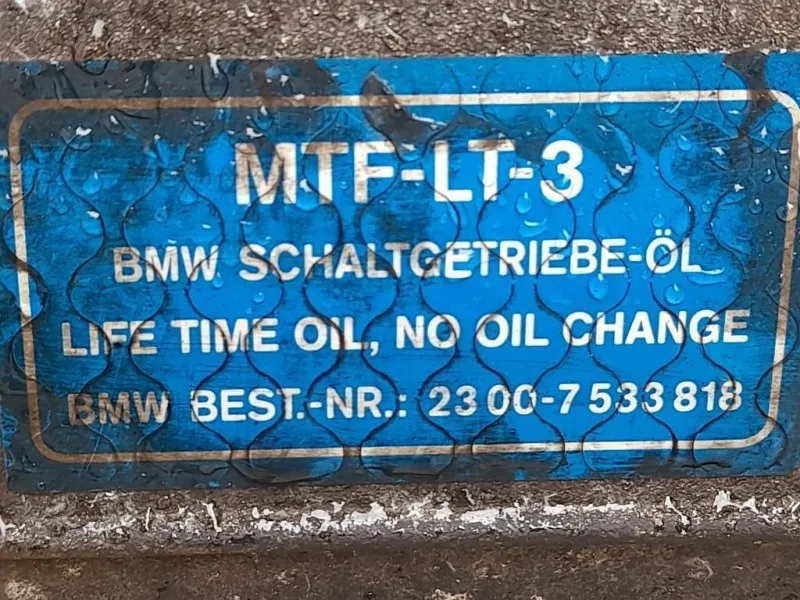 MTF-LT-3
BMW SCHALTGETRIEBE-ÖL
LIFE TIME OIL, NO OIL CHANGE
BMW BEST.-NR.: 23 00-7 533 818